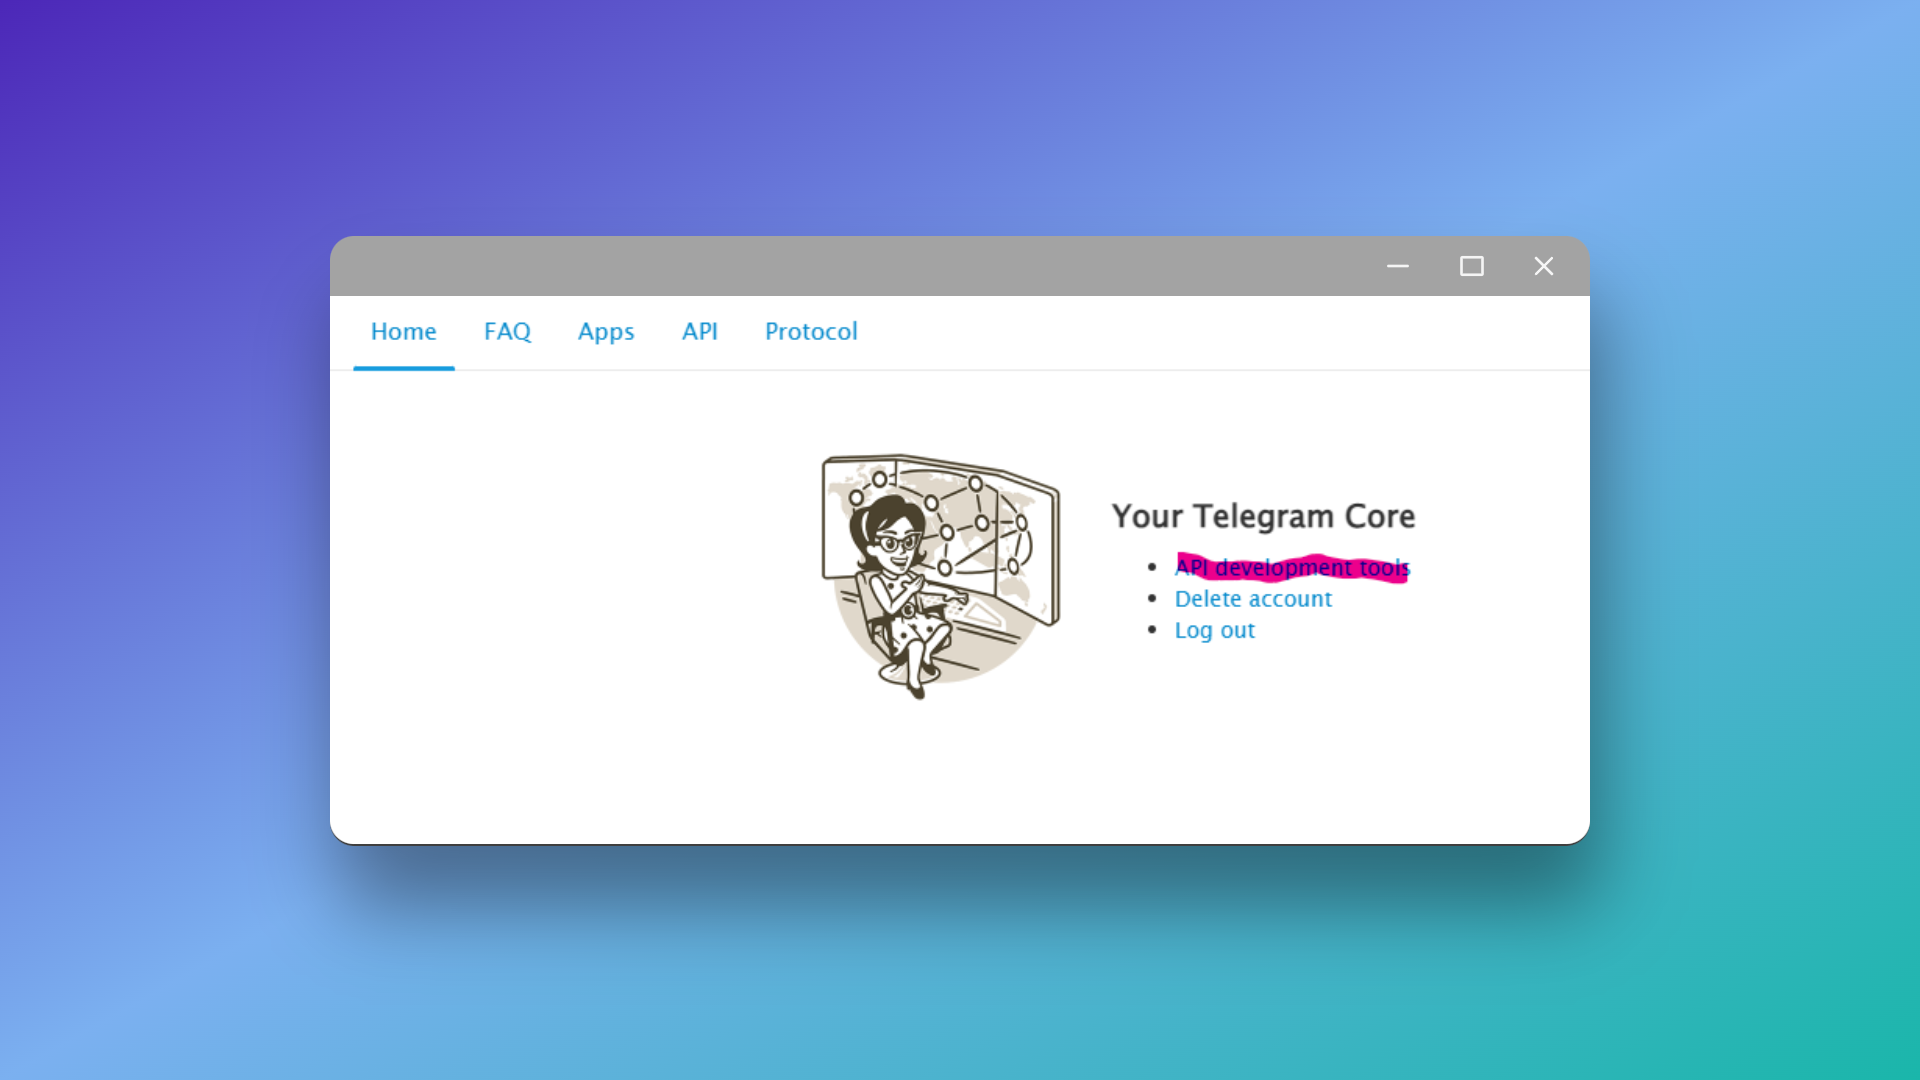 Home FAQ Apps API Protocol
Your Telegram Core
API development tools
Delete account
Log out